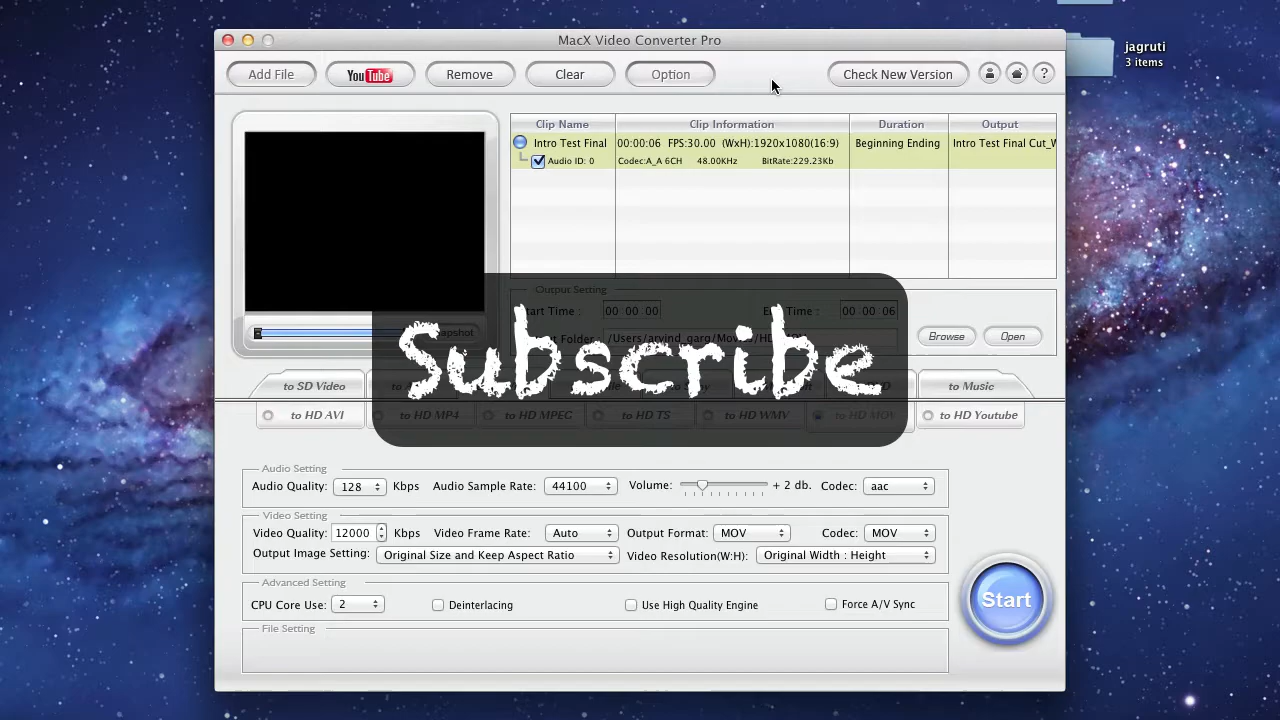 MacX Video Converter Pro
jagruti
3 items
Add File
YouTube
Remove
Clear
Option
Check New Version
?
Clip Name Clip Information Duration Output
Intro Test Final 00:00:06 FPS:30.00 (WxH):1920x1080(16:9) Beginning Ending Intro Test Final Cut_
Audio ID: 0 Codec:A_A 6CH 48.00KHz BitRate:229.23Kb
Output Setting
Time : 00 00 00 Time : 00 00 06
Folder : Browse Open
Subscribe
to SD Video to Music
to HD AVI to HD MP4 to HD MPEC to HD TS to HD WMV to HD MOV to HD Youtube
Audio Setting
Audio Quality: 128 Kbps Audio Sample Rate: 44100 Volume: + 2 db. Codec: aac
Video Setting
Video Quality: 12000 Kbps Video Frame Rate: Auto Output Format: MOV Codec: MOV
Output Image Setting: Original Size and Keep Aspect Ratio Video Resolution(W:H): Original Width : Height
Advanced Setting
CPU Core Use: 2 Deinterlacing Use High Quality Engine Force A/V Sync
Start
File Setting